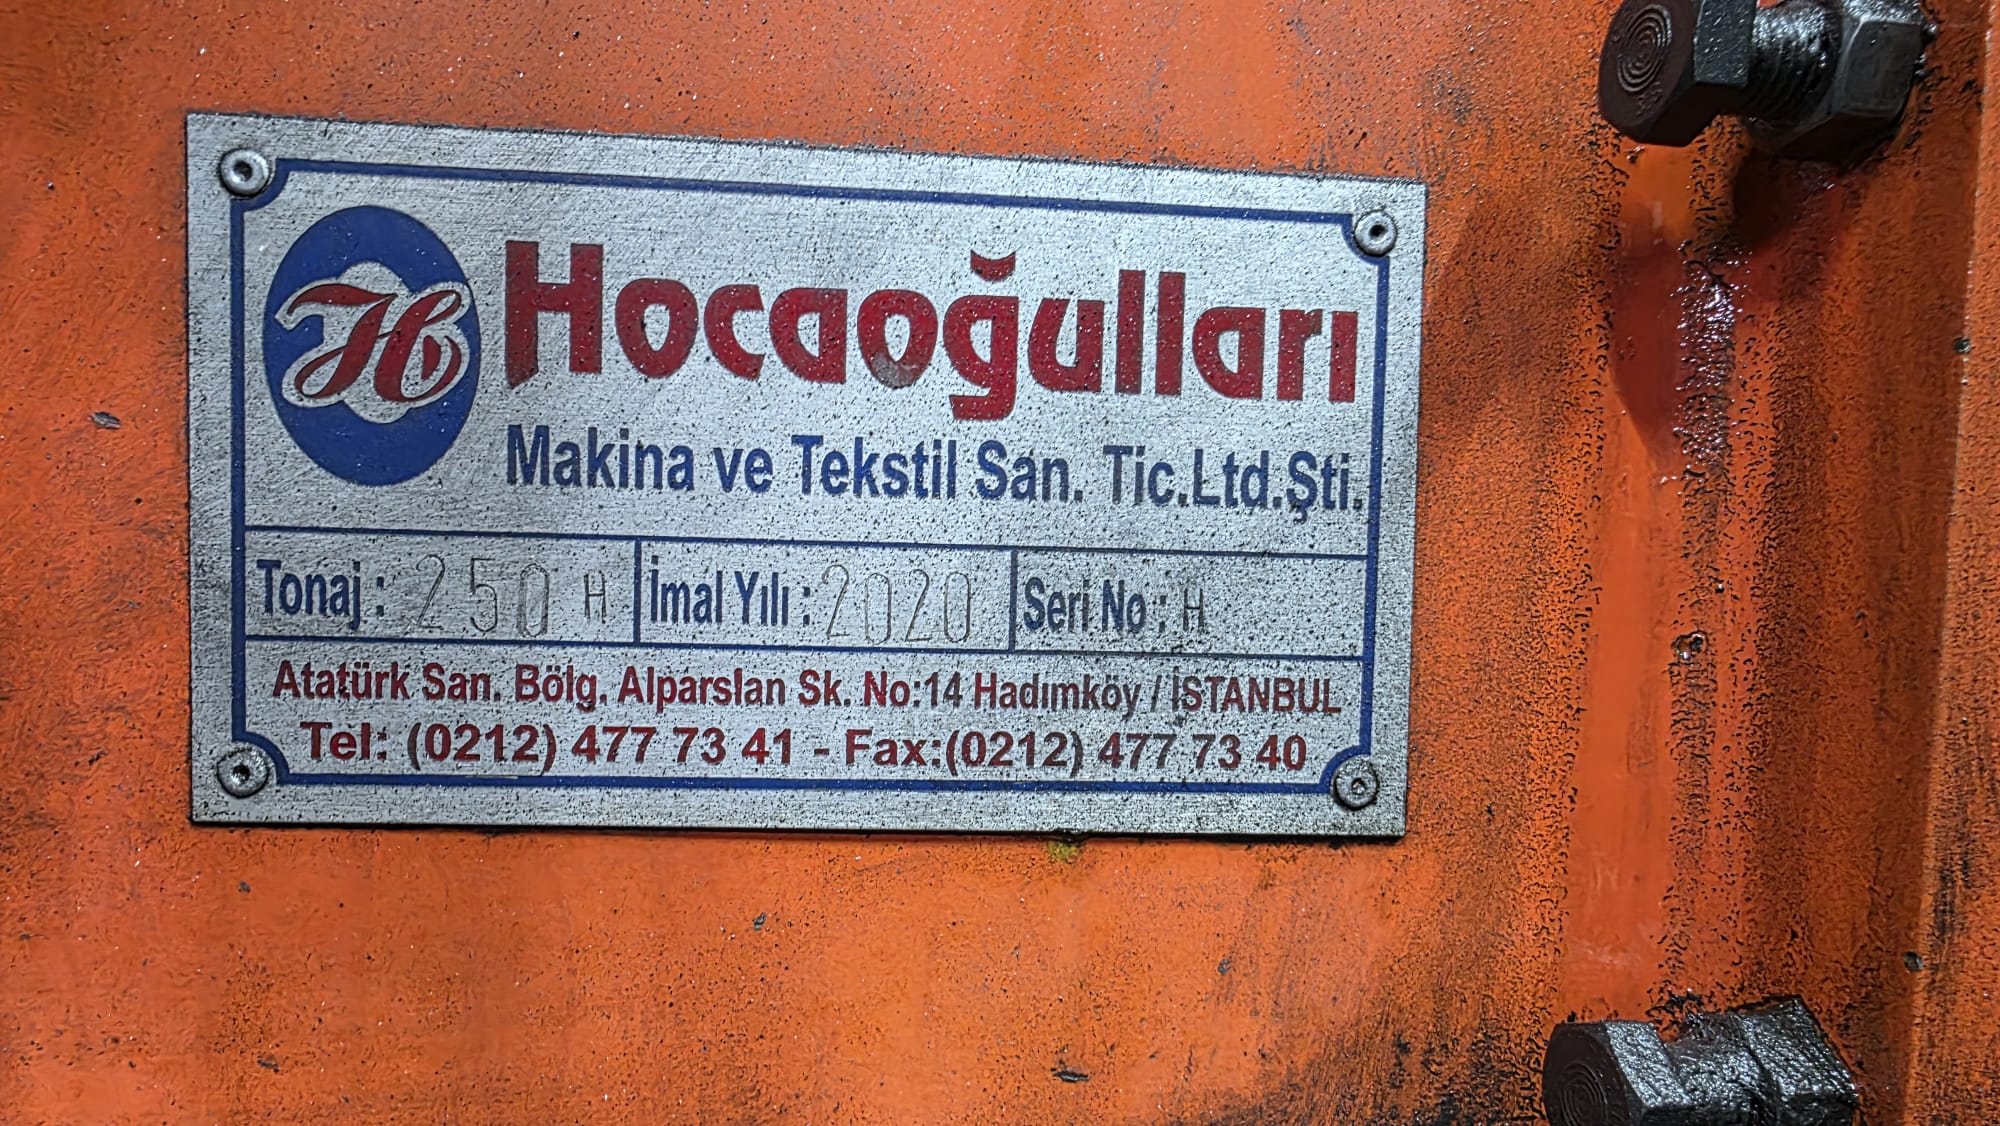 H Hocaoğulları
Makina ve Tekstil San. Tic.Ltd.Şti.
Tonaj : 250 H İmal Yılı : 2020 Seri No : H
Atatürk San. Bölg. Alparslan Sk. No:14 Hadımköy / İSTANBUL
Tel: (0212) 477 73 41 - Fax:(0212) 477 73 40